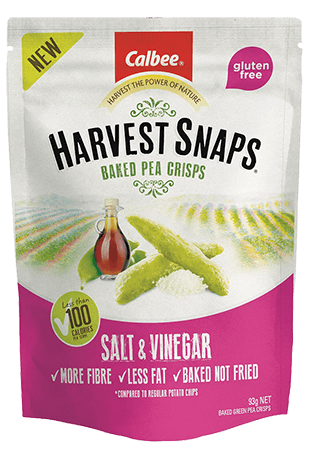 NEW
Calbee®
gluten
free
HARVEST THE POWER OF NATURE
HARVEST SNAPS®
BAKED PEA CRISPS
Less than
100
CALORIES
PER SERVE
SALT & VINEGAR
✓MORE FIBRE ✓LESS FAT ✓BAKED NOT FRIED
*COMPARED TO REGULAR POTATO CHIPS
93g NET
BAKED GREEN PEA CRISPS